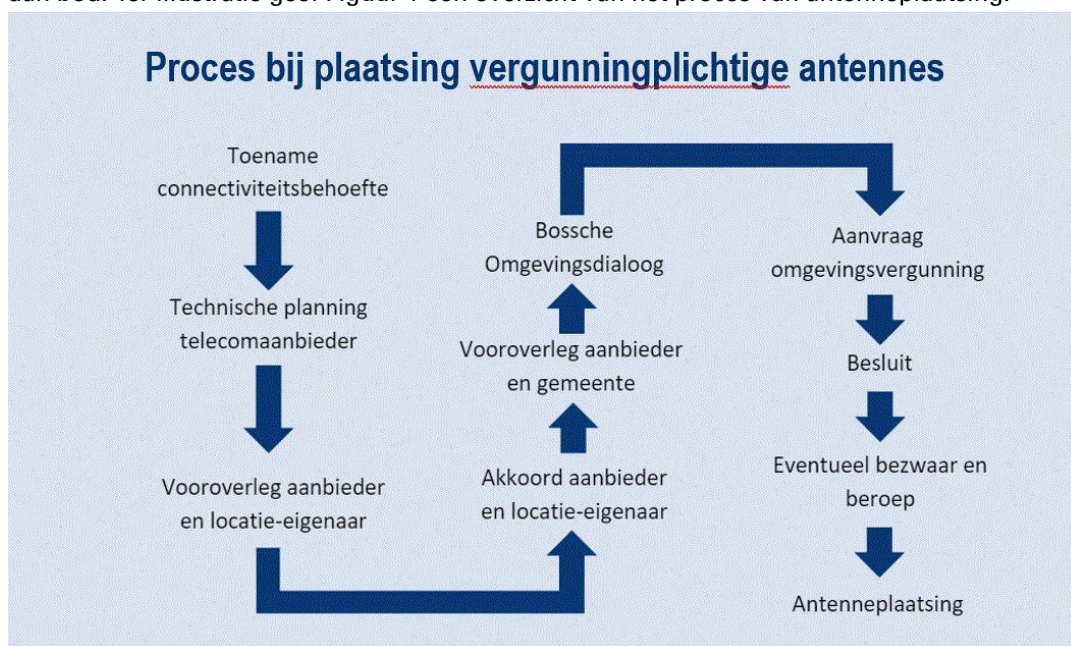 Proces bij plaatsing vergunningplichtige antennes
Toename
connectiviteitsbehoefte
Technische planning
telecomaanbieder
Vooroverleg aanbieder
en locatie-eigenaar
Akkoord aanbieder
en locatie-eigenaar
Vooroverleg aanbieder
en gemeente
Bossche
Omgevingsdialoog
Aanvraag
omgevingsvergunning
Besluit
Eventueel bezwaar en
beroep
Antenneplaatsing